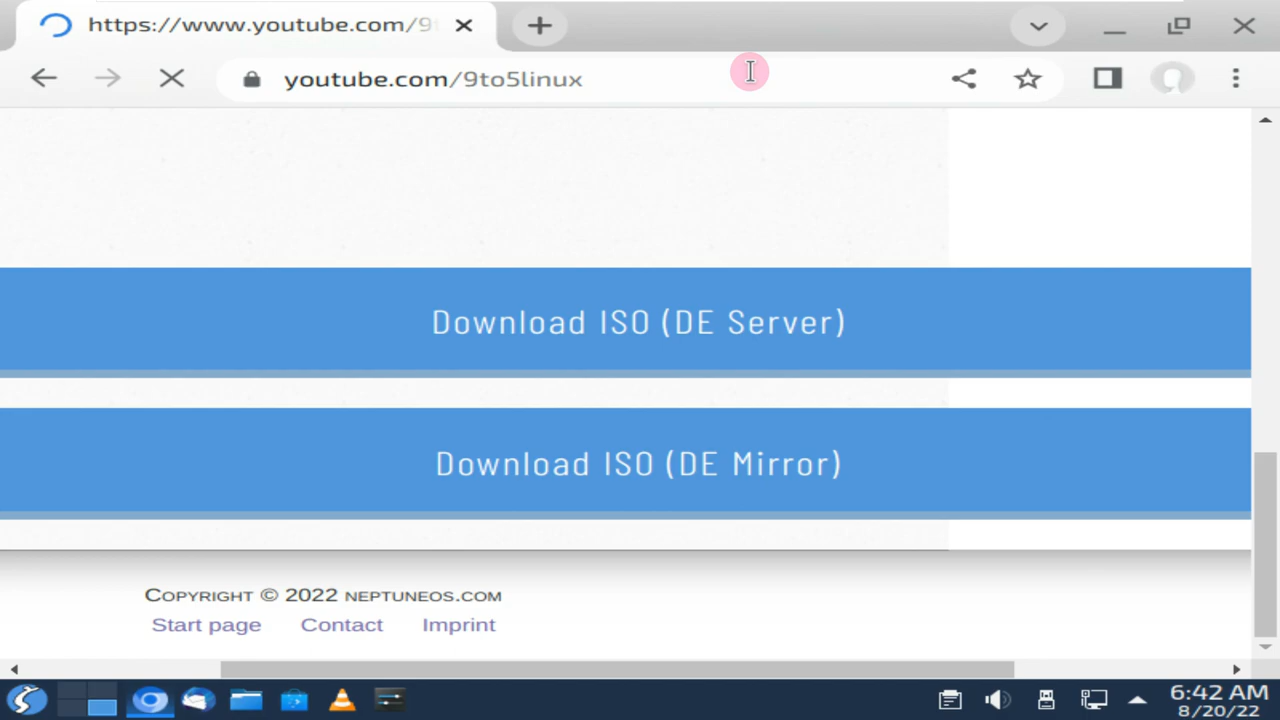 https://www.youtube.com/9t
youtube.com/9to5linux
Download ISO (DE Server)
Download ISO (DE Mirror)
Copyright © 2022 neptuneos.com
Start page Contact Imprint
6:42 AM
8/20/22